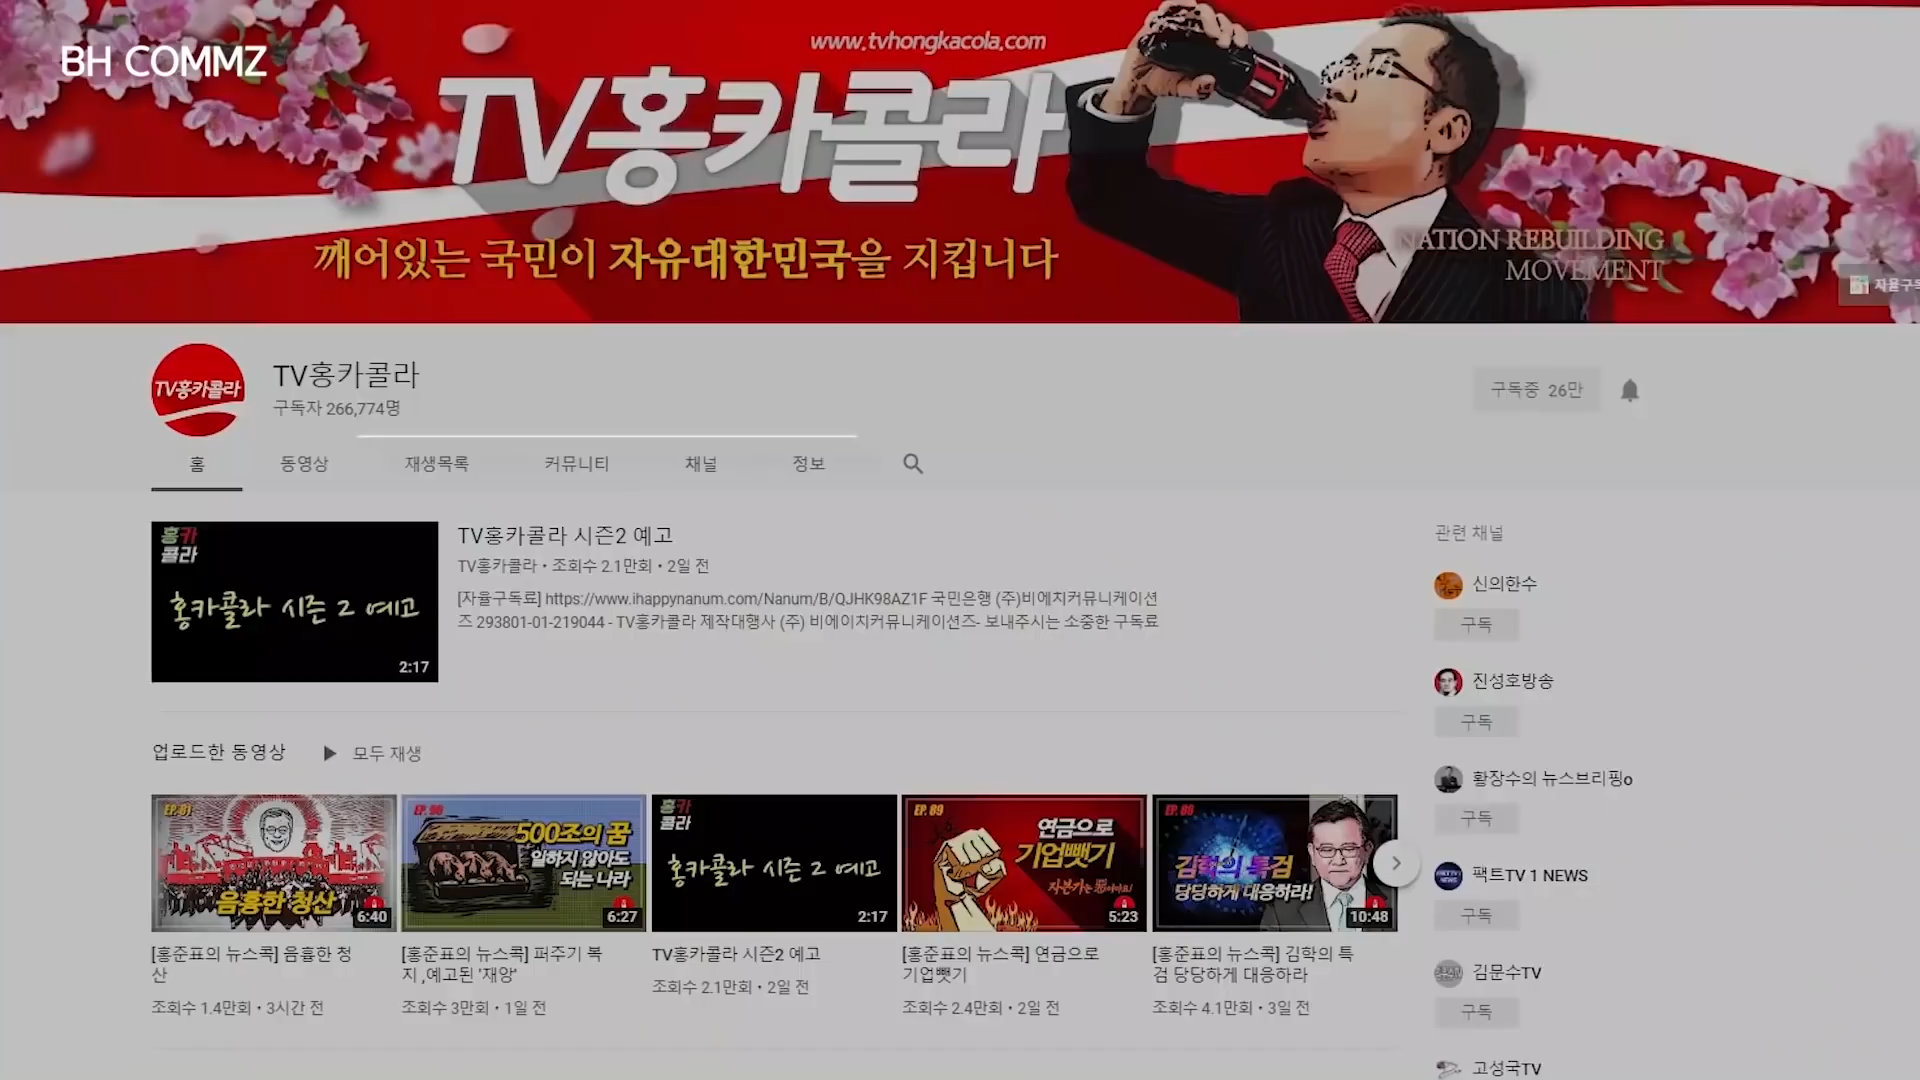 BH COMMZ
www.tvhongkacola.com
TV홍카콜라
깨어있는 국민이 자유대한민국을 지킵니다
NATION REBUILDING
MOVEMENT
자율구독
TV홍카콜라
TV홍카콜라
구독자 266,774명
구독중 26만
홈 동영상 재생목록 커뮤니티 채널 정보
홍카
콜라
홍카콜라 시즌 2 예고
2:17
TV홍카콜라 시즌2 예고
TV홍카콜라 • 조회수 2.1만회 • 2일 전
[자율구독료] https://www.ihappynanum.com/Nanum/B/QJHK98AZ1F 국민은행 (주)비에치커뮤니케이션
즈 293801-01-219044 - TV홍카콜라 제작대행사 (주) 비에이치커뮤니케이션즈- 보내주시는 소중한 구독료
관련 채널
신의한수
구독
진성호방송
구독
황장수의 뉴스브리핑o
구독
팩트TV 1 NEWS
구독
김문수TV
구독
고성국TV
업로드한 동영상 모두 재생
음흉한 청산
6:40
[홍준표의 뉴스콕] 음흉한 청
산
조회수 1.4만회 • 3시간 전
500조의 꿈
일하지 않아도
되는 나라
6:27
[홍준표의 뉴스콕] 퍼주기 복
지 ,예고된 '재앙'
조회수 3만회 • 1일 전
홍카
콜라
홍카콜라 시즌 2 예고
2:17
TV홍카콜라 시즌2 예고
조회수 2.1만회 • 2일 전
EP. 89
연금으로
기업뺏기
5:23
[홍준표의 뉴스콕] 연금으로
기업뺏기
조회수 2.4만회 • 2일 전
EP. 88
김학의 특검
당당하게 대응하라!
10:48
[홍준표의 뉴스콕] 김학의 특
검 당당하게 대응하라
조회수 4.1만회 • 3일 전